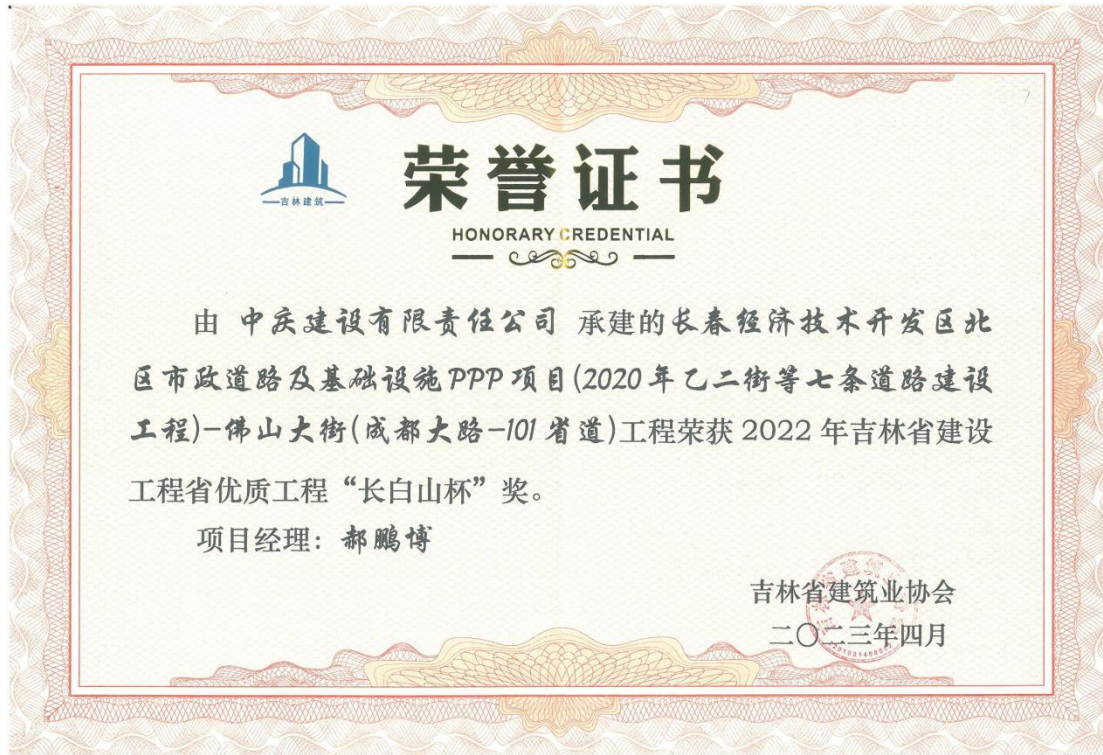 吉林建筑
荣誉证书
HONORARY CREDENTIAL
由 中庆建设有限责任公司 承建的长春经济技术开发区北
区市政道路及基础设施PPP项目(2020年乙二街等七条道路建设
工程)-佛山大街(成都大路-101省道)工程荣获 2022 年吉林省建设
工程省优质工程“长白山杯”奖。
项目经理：郝鹏博
吉林省建筑业协会
二〇二三年四月